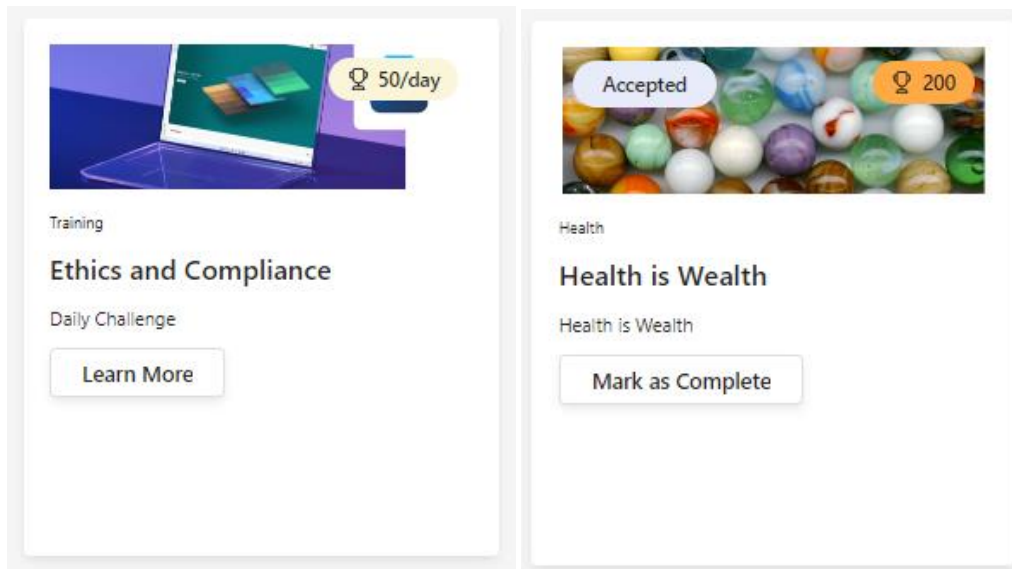 50/day
Training
Ethics and Compliance
Daily Challenge
Learn More
Accepted
200
Health
Health is Wealth
Health is Wealth
Mark as Complete